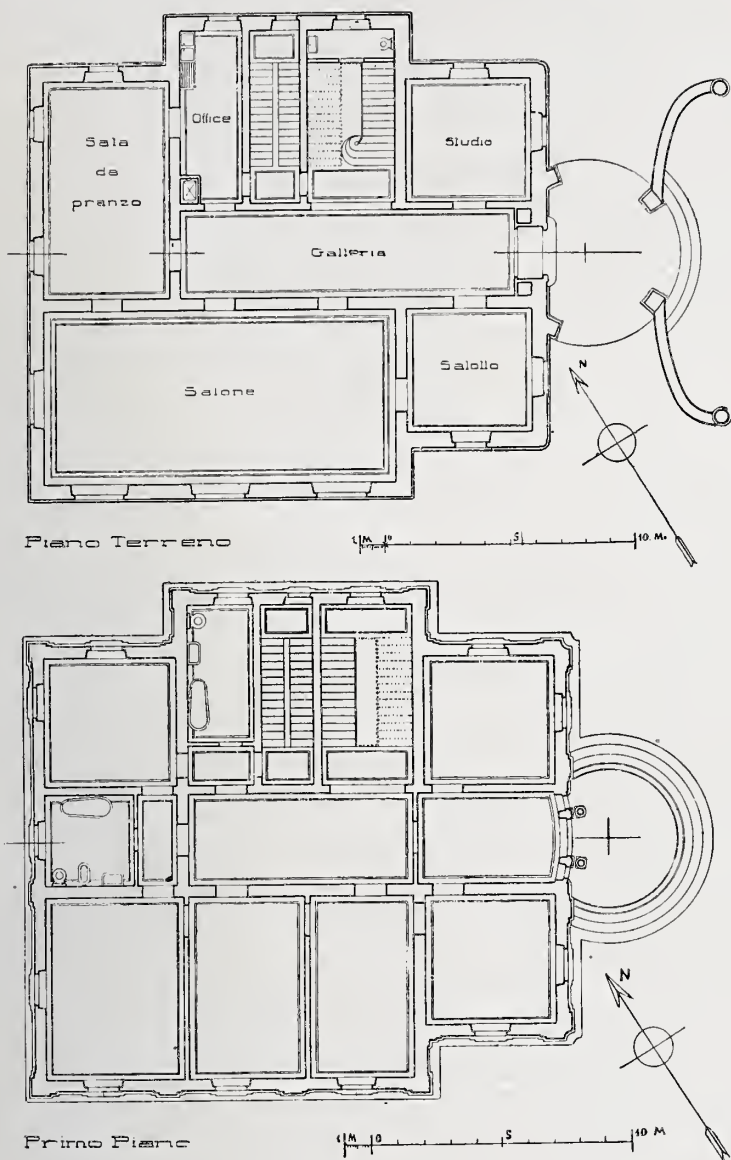 Sala
da
pranzo
Office
Studio
Galleria
Salone
Salotto
N
Piano Terreno
1 M 0 5 10 M.
N
Primo Piano
1 M 0 5 10 M